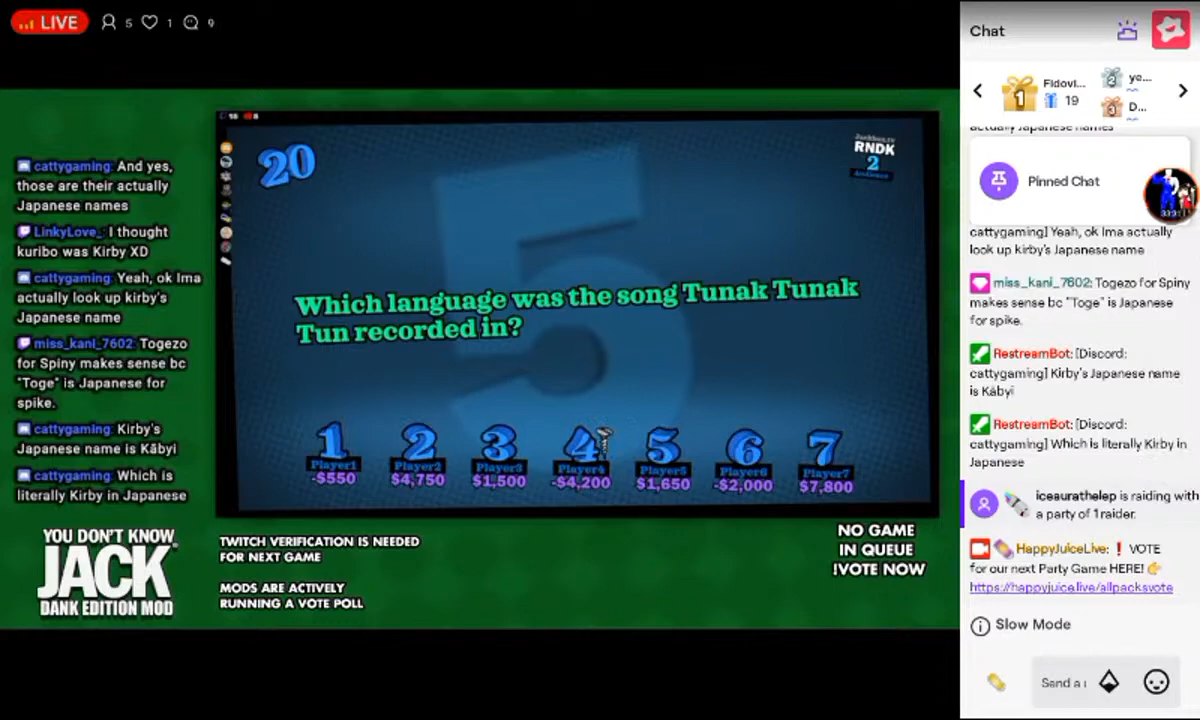 LIVE 5 1 9
cattygaming: And yes,
those are their actually
Japanese names
LinkyLove_: I thought
kuribo was Kirby XD
cattygaming: Yeah, ok Ima
actually look up kirby's
Japanese name
miss_kani_7602: Togezo
for Spiny makes sense bc
"Toge" is Japanese for
spike.
cattygaming: Kirby's
Japanese name is Kābyi
cattygaming: Which is
literally Kirby in Japanese
YOU DON'T KNOW
JACK
DANK EDITION MOD
20
RNDK
2
Audience
5
Which language was the song Tunak Tunak
Tun recorded in?
1 2 3 4 5 6 7
Player1 Player2 Player3 Player4 Player5 Player6 Player7
-$550 $4,750 $1,500 -$4,200 $1,650 -$2,000 $7,800
TWITCH VERIFICATION IS NEEDED
FOR NEXT GAME
MODS ARE ACTIVELY
RUNNING A VOTE POLL
NO GAME
IN QUEUE
!VOTE NOW
Chat
1 Fidovi... 19
2 ye...
3 D...
actually Japanese names
Pinned Chat
cattygaming] Yeah, ok Ima actually
look up kirby's Japanese name
miss_kani_7602: Togezo for Spiny
makes sense bc "Toge" is Japanese
for spike.
RestreamBot: [Discord:
cattygaming] Kirby's Japanese name
is Kābyi
RestreamBot: [Discord:
cattygaming] Which is literally Kirby in
Japanese
iceaurathelep is raiding with
a party of 1 raider.
HappyJuiceLive: ❗ VOTE
for our next Party Game HERE! 👉
https://happyjuice.live/allpacksvote
Slow Mode
Send a